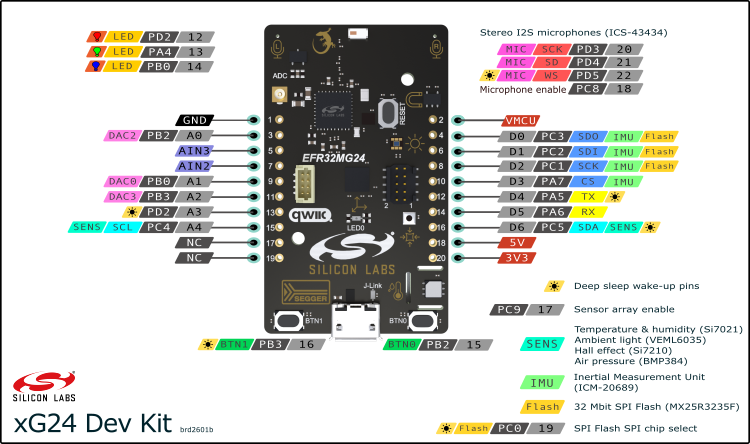 LED PD2 12
LED PA4 13
LED PB0 14
Stereo I2S microphones (ICS-43434)
MIC SCK PD3 20
MIC SD PD4 21
MIC WS PD5 22
Microphone enable PC8 18
L
R
ADC
SILICON LABS
RESET
GND 1
2 VMCU
DAC2 PB2 A0 3
4 D0 PC3 SDO IMU Flash
AIN3 5
6 D1 PC2 SDI IMU Flash
EFR32MG24
AIN2 7
8 D2 PC1 SCK IMU Flash
DAC0 PB0 A1 9
10 D3 PA7 CS IMU
DAC3 PB3 A2 11
12 D4 PA5 TX
2 1
PD2 A3 13
qwiic
LED0
14 D5 PA6 RX
SENS SCL PC4 A4 15
16 D6 PC5 SDA SENS
NC 17
18 5V
NC 19
20 3V3
SILICON LABS
SEGGER
J-Link
BTN1
BTN0
BTN1 PB3 16
BTN0 PB2 15
Deep sleep wake-up pins
PC9 17 Sensor array enable
SENS
Temperature & humidity (Si7021)
Ambient light (VEML6035)
Hall effect (Si7210)
Air pressure (BMP384)
IMU
Inertial Measurement Unit
(ICM-20689)
Flash 32 Mbit SPI Flash (MX25R3235F)
Flash PC0 19 SPI Flash SPI chip select
SILICON LABS
xG24 Dev Kit brd2601b